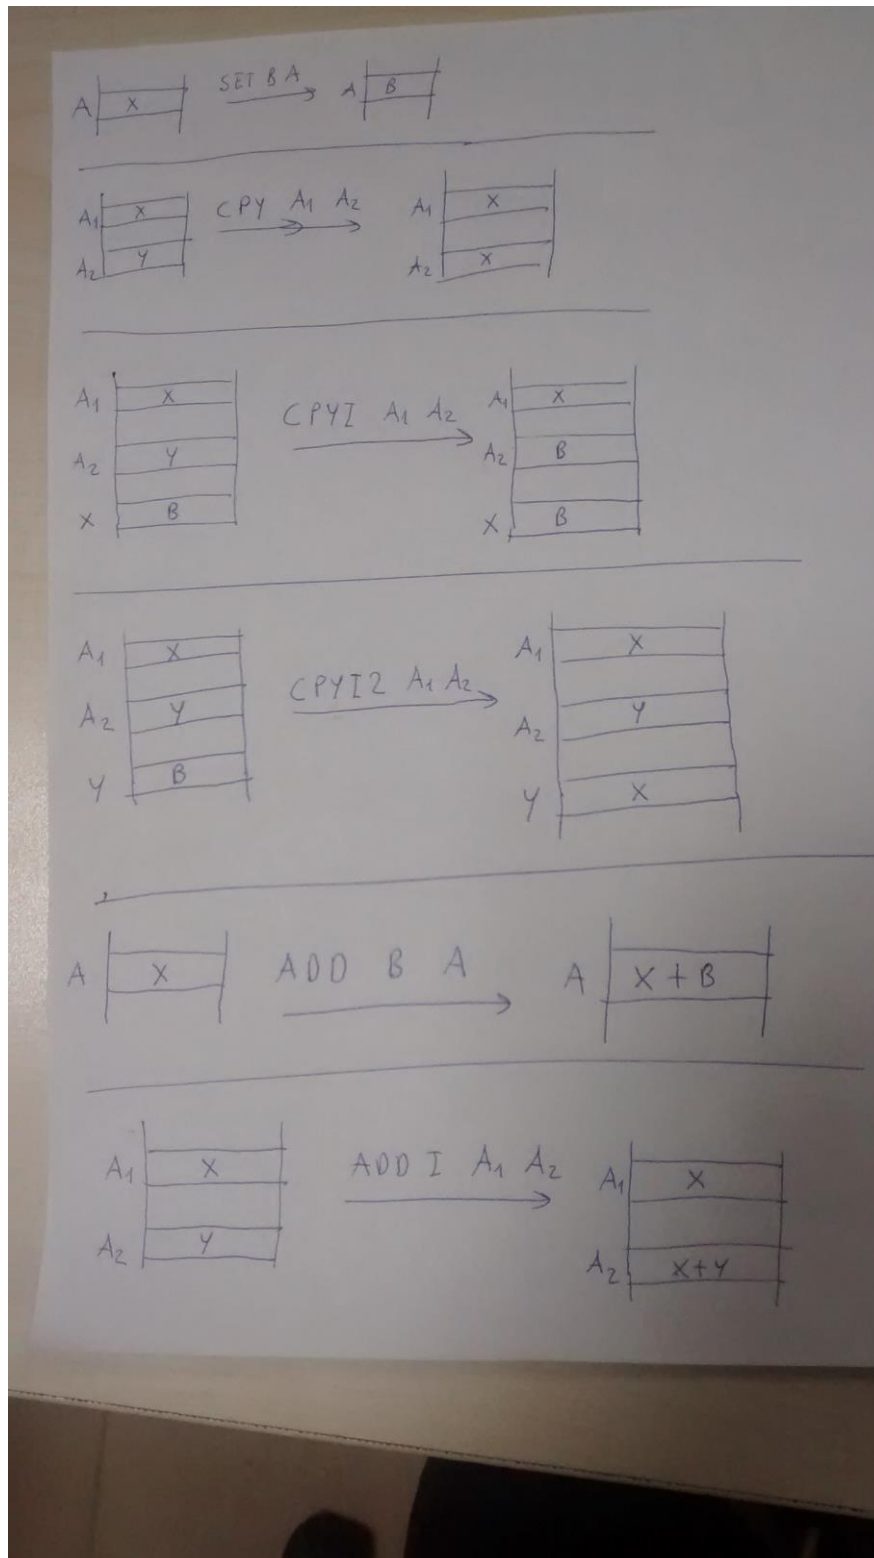 SET B A
A X A B
CPY A1 A2
A1 X A1 X
A2 Y A2 X
A1 X CPYI A1 A2 A1 X
A2 Y A2 B
X B X B
A1 X CPYI2 A1 A2 A1 X
A2 Y A2 Y
Y B Y X
A X ADD B A A X + B
A1 X ADDI A1 A2 A1 X
A2 Y A2 X+Y